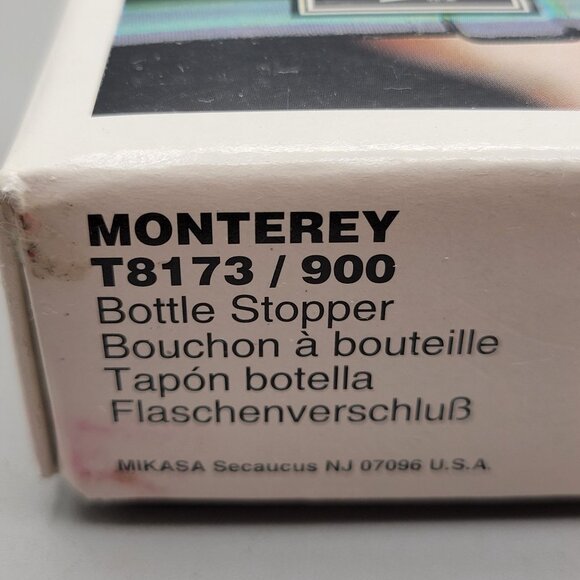 MONTEREY
T8173 / 900
Bottle Stopper
Bouchon à bouteille
Tapón botella
Flaschenverschluß
MIKASA Secaucus NJ 07096 U.S.A.